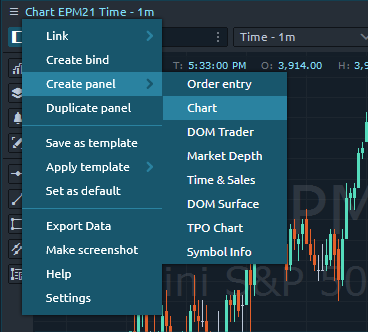 Chart EPM21 Time - 1m
Link
Create bind
Create panel
Duplicate panel
Save as template
Apply template
Set as default
Export Data
Make screenshot
Help
Settings
Order entry
Chart
DOM Trader
Market Depth
Time & Sales
DOM Surface
TPO Chart
Symbol Info
Time - 1m
T: 5:33:00 PM O: 3,914.00 H: 3,9
PM
ini S&P 50